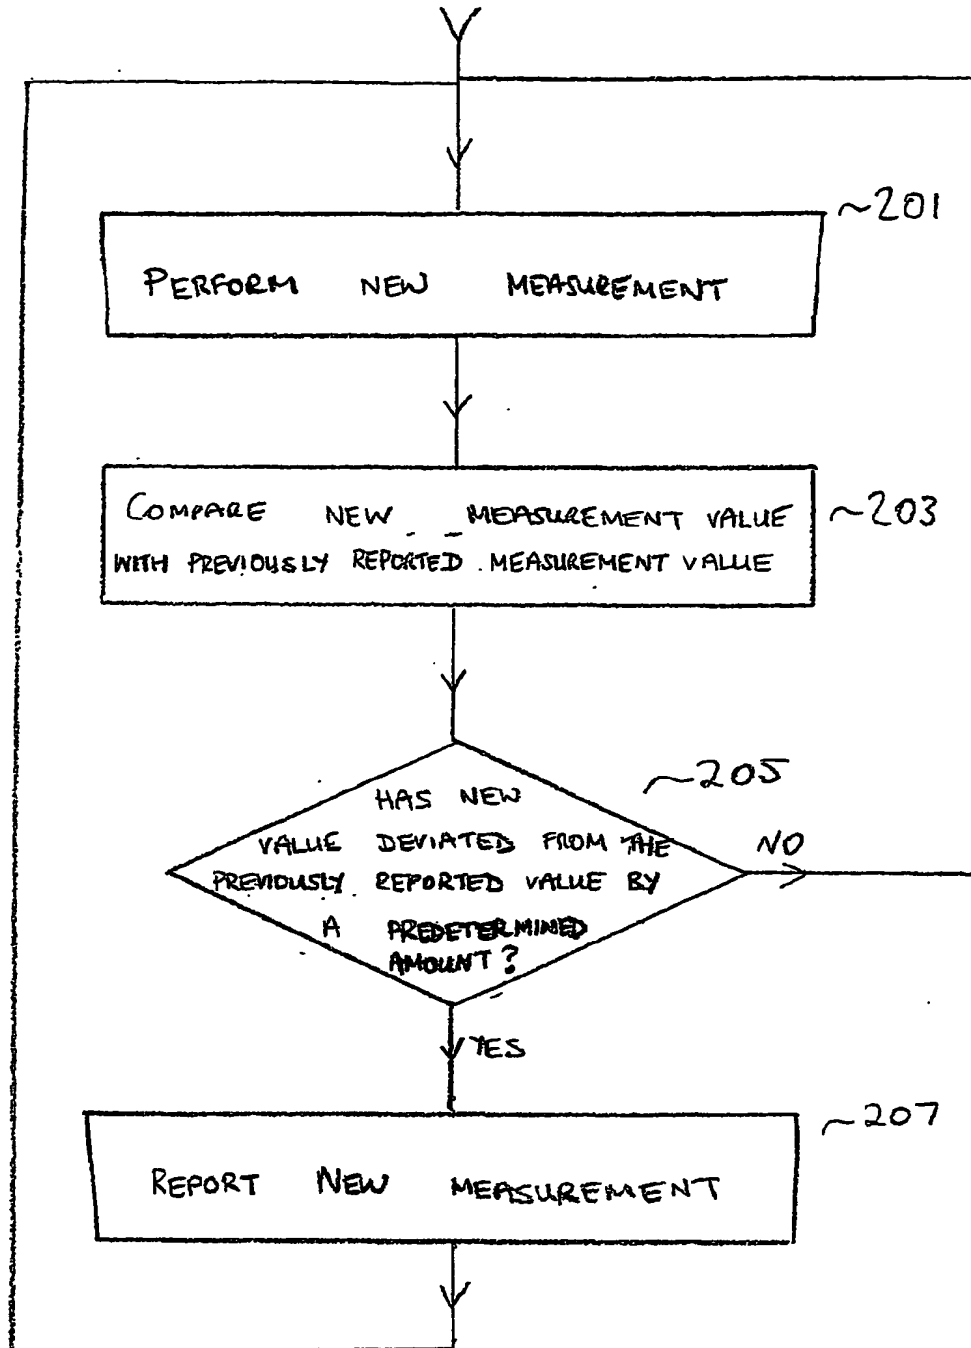 ~201
PERFORM NEW MEASUREMENT
COMPARE NEW MEASUREMENT VALUE
WITH PREVIOUSLY REPORTED MEASUREMENT VALUE
~203
~205
HAS NEW
VALUE DEVIATED FROM THE
PREVIOUSLY REPORTED VALUE BY
A PREDETERMINED
AMOUNT?
NO
YES
~207
REPORT NEW MEASUREMENT